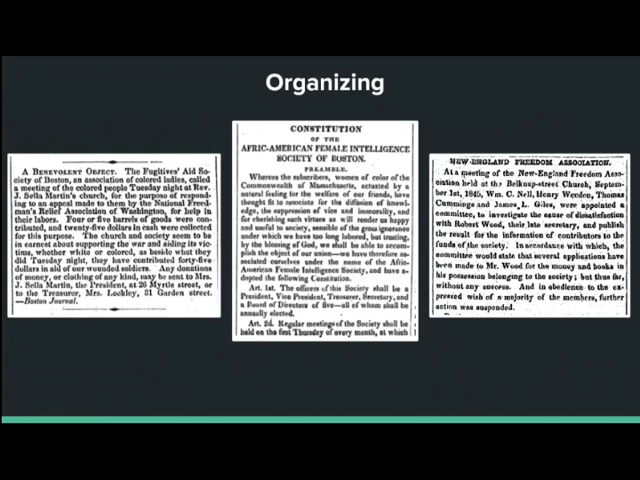 Organizing
A BENEVOLENT OBJECT. The Fugitives' Aid So-
ciety of Boston, an association of colored ladies, called
a meeting of the colored people Tuesday night at Rev.
J. Sella Martin's church, for the purpose of respond-
ing to an appeal made to them by the National Freed-
man's Relief Association of Washington, for help in
their labors. Four or five barrels of goods were con-
tributed, and twenty-five dollars in cash were collected
for this purpose. The church and society seem to be
in earnest about supporting the war and aiding its vic-
tims, whether white or colored, as beside what they
did Tuesday night, they have contributed forty-five
dollars in aid of our wounded soldiers. Any donations
of money, or clothing of any kind, may be sent to Mrs.
J. Sella Martin, the President, at 26 Myrtle street, or
to the Treasurer, Mrs. Lockley, 31 Garden street.
—Boston Journal.
CONSTITUTION
OF THE
AFRIC-AMERICAN FEMALE INTELLIGENCE
SOCIETY OF BOSTON.
PREAMBLE.
Whereas the subscribers, women of color of the
Commonwealth of Massachusetts, actuated by a
natural feeling for the welfare of our friends, have
thought fit to associate for the diffusion of knowl-
edge, the suppression of vice and immorality, and
for cherishing such virtues as will render us happy
and useful to society, sensible of the gross ignorance
under which we have too long labored, but trusting,
by the blessing of God, we shall be able to accom-
plish the object of our union—we have therefore as-
sociated ourselves under the name of the Afric-
American Female Intelligence Society, and have a-
dopted the following Constitution.
Art. 1st. The officers of this Society shall be a
President, Vice President, Treasurer, Secretary, and
a Board of Directors of five—all of whom shall be
annually elected.
Art. 2d. Regular meetings of the Society shall be
held on the first Thursday of every month, at which
NEW-ENGLAND FREEDOM ASSOCIATION.
At a meeting of the New-England Freedom Asso-
ciation held at the Belknap-street Church, Septem-
ber 1st, 1845, Wm. C. Nell, Henry Weeden, Thomas
Cummings and James L. Giles, were appointed a
committee, to investigate the cause of dissatisfaction
with Robert Wood, their late secretary, and publish
the result for the information of contributors to the
funds of the society. In accordance with which, the
committee would state that several applications have
been made to Mr. Wood for the money and books in
his possession belonging to the society; but thus far,
without any success. And in obedience to the ex-
pressed wish of a majority of the members, further
action was suspended.